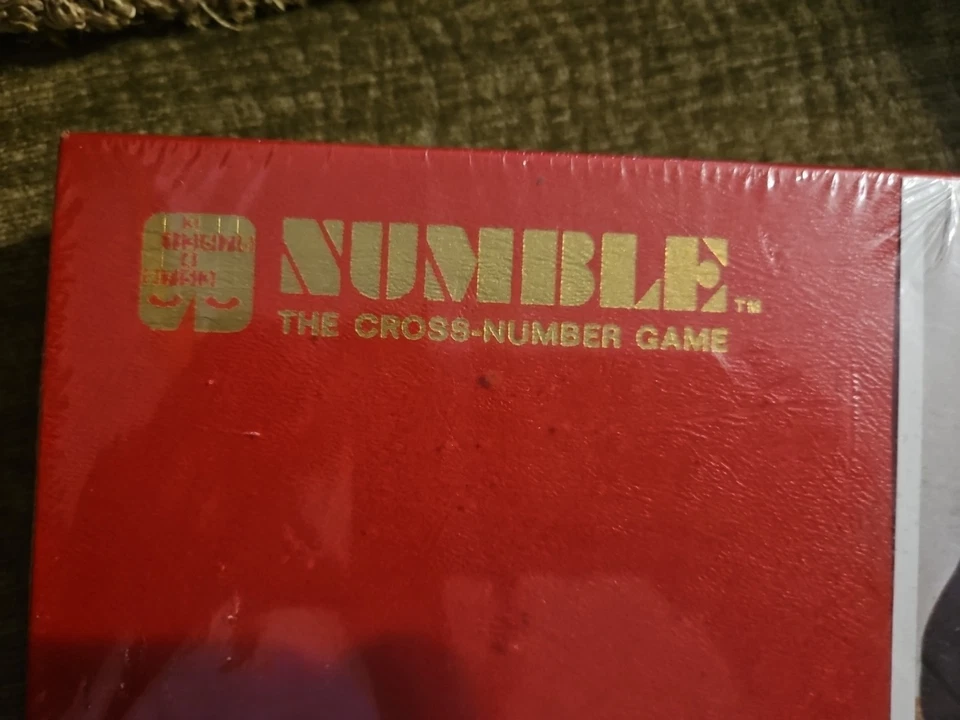 NUMBLE™
THE CROSS-NUMBER GAME